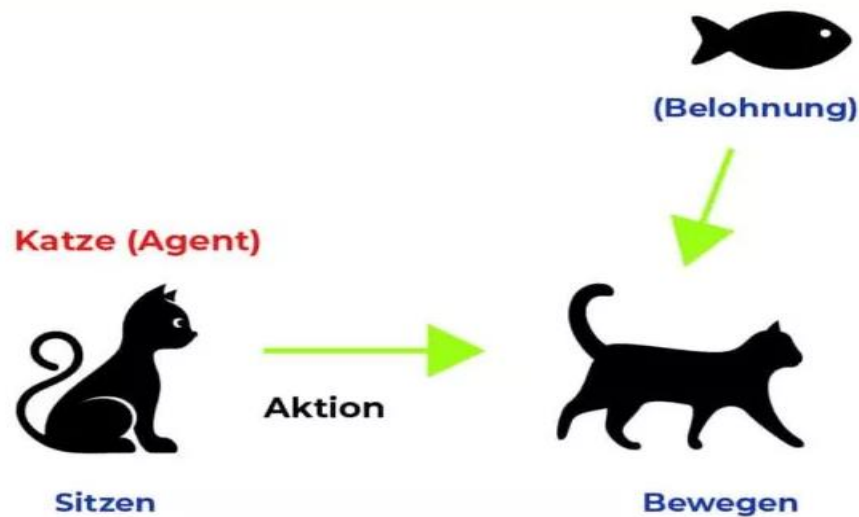 (Belohnung)
Katze (Agent)
Aktion
Sitzen
Bewegen